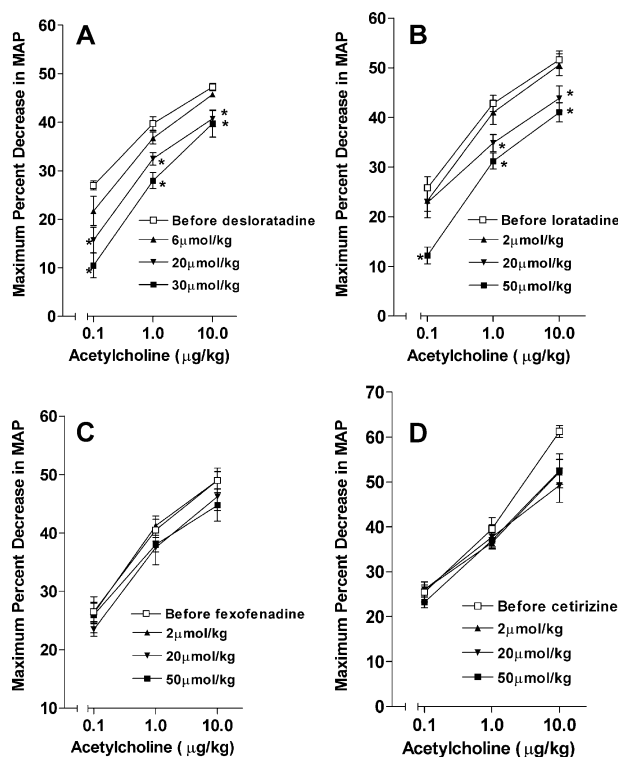 A
Maximum Percent Decrease in MAP
60
50
40
30
20
10
0
*
*
*
*
*
*
Before desloratadine
6μmol/kg
20μmol/kg
30μmol/kg
0.1 1.0 10.0
Acetylcholine ( μg/kg)
B
Maximum Percent Decrease in MAP
60
50
40
30
20
10
0
*
*
*
*
*
Before loratadine
2μmol/kg
20μmol/kg
50μmol/kg
0.1 1.0 10.0
Acetylcholine ( μg/kg)
C
Maximum Percent Decrease in MAP
60
50
40
30
20
10
Before fexofenadine
2μmol/kg
20μmol/kg
50μmol/kg
0.1 1.0 10.0
Acetylcholine ( μg/kg)
D
Maximum Percent Decrease in MAP
70
60
50
40
30
20
10
0
Before cetirizine
2μmol/kg
20μmol/kg
50μmol/kg
0.1 1.0 10.0
Acetylcholine ( μg/kg)